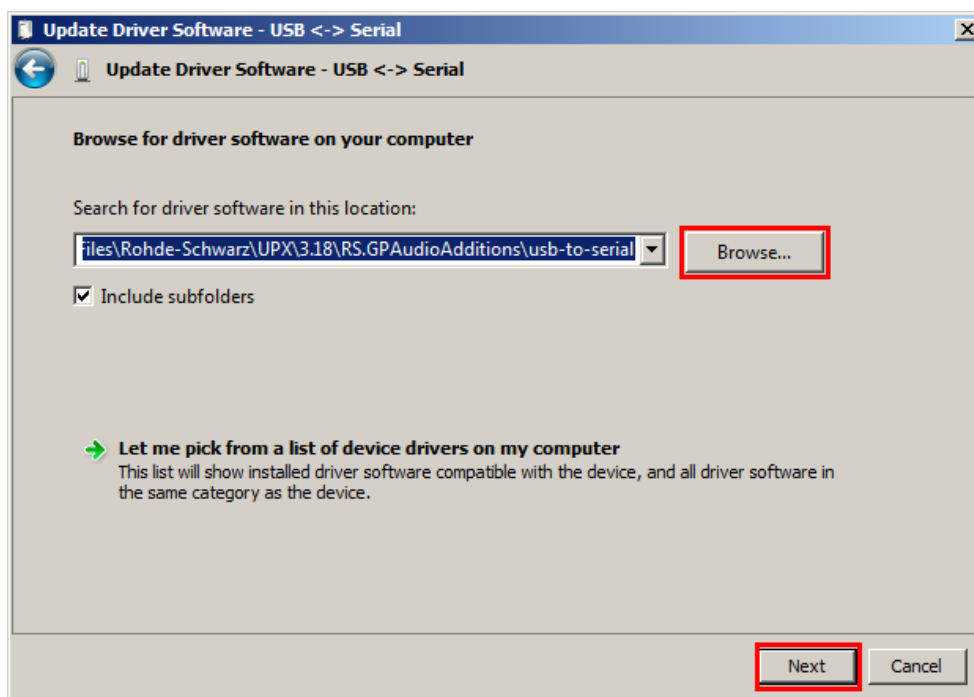 Update Driver Software - USB <-> Serial
Update Driver Software - USB <-> Serial
Browse for driver software on your computer
Search for driver software in this location:
Files\Rohde-Schwarz\UPX\3.18\RS.GPAudioAdditions\usb-to-serial
Browse...
Include subfolders
Let me pick from a list of device drivers on my computer
This list will show installed driver software compatible with the device, and all driver software in
the same category as the device.
Next
Cancel